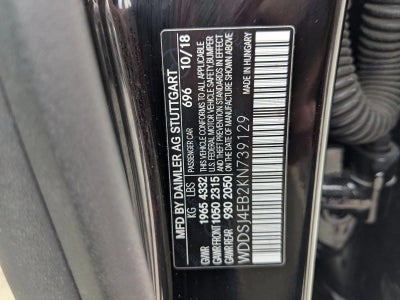 MFD BY DAIMLER AG STUTTGART 10/18
PASSENGER CAR 696
KG LBS
GVWR 1965 4332
GAWR FRONT 1050 2315
GAWR REAR 930 2050
THIS VEHICLE CONFORMS TO ALL APPLICABLE
U.S. FEDERAL MOTOR VEHICLE SAFETY, BUMPER
AND THEFT PREVENTION STANDARDS IN EFFECT
ON THE DATE OF MANUFACTURE SHOWN ABOVE
WDDSJ4EB2KN739129
MADE IN HUNGARY